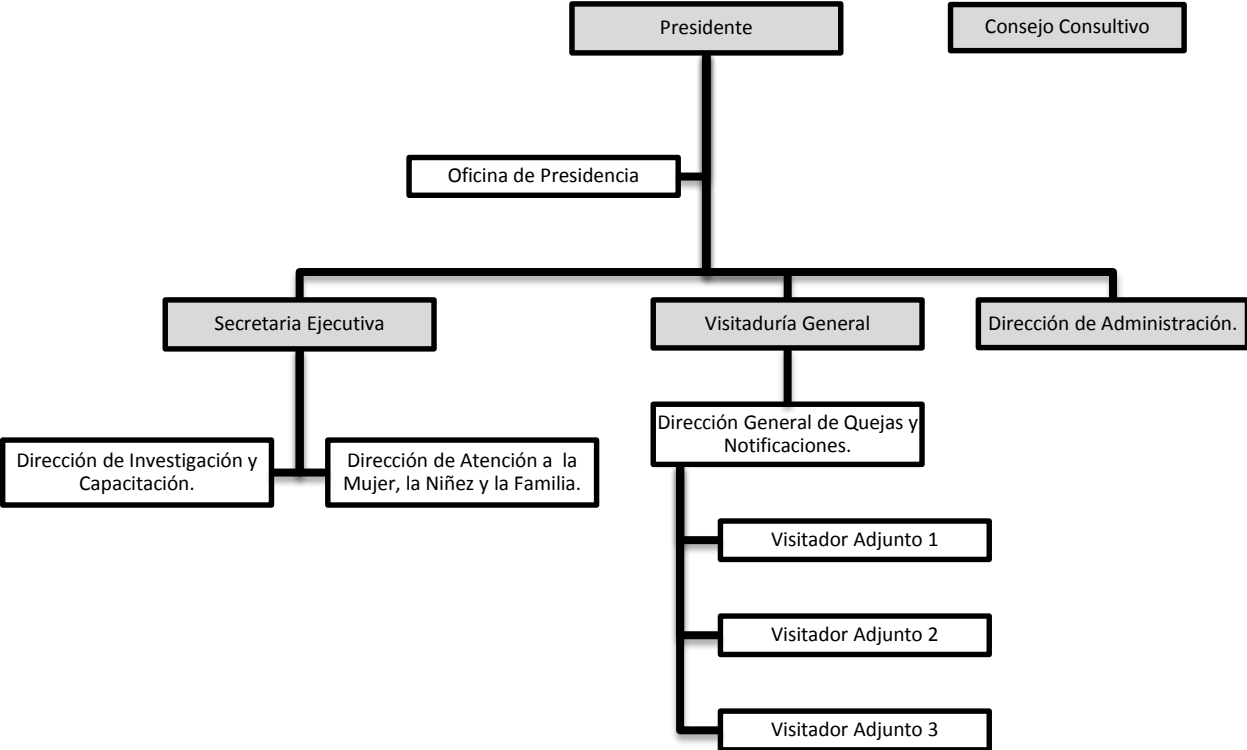 Presidente
Consejo Consultivo
Oficina de Presidencia
Secretaria Ejecutiva
Visitaduría General
Dirección de Administración.
Dirección General de Quejas y
Notificaciones.
Dirección de Investigación y
Capacitación.
Dirección de Atención a la
Mujer, la Niñez y la Familia.
Visitador Adjunto 1
Visitador Adjunto 2
Visitador Adjunto 3